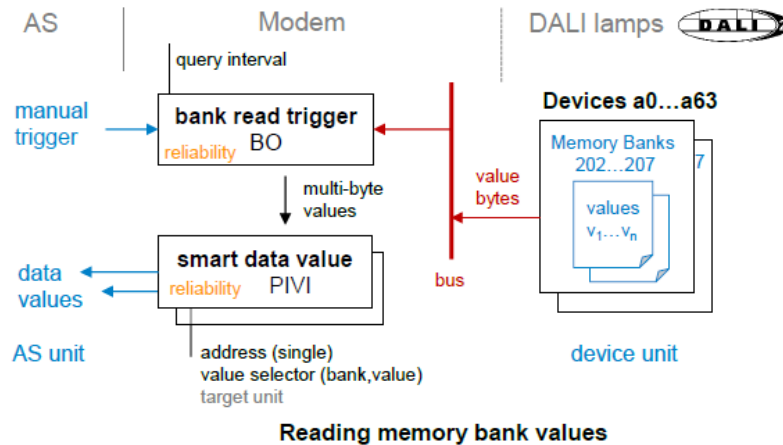 AS
Modem
DALI lamps
DALI
query interval
manual
trigger
bank read trigger
reliability BO
Devices a0...a63
Memory Banks
202...207
7
values
v1...vn
value
bytes
multi-byte
values
smart data value
reliability PIVI
data
values
bus
AS unit
address (single)
value selector (bank,value)
target unit
device unit
Reading memory bank values